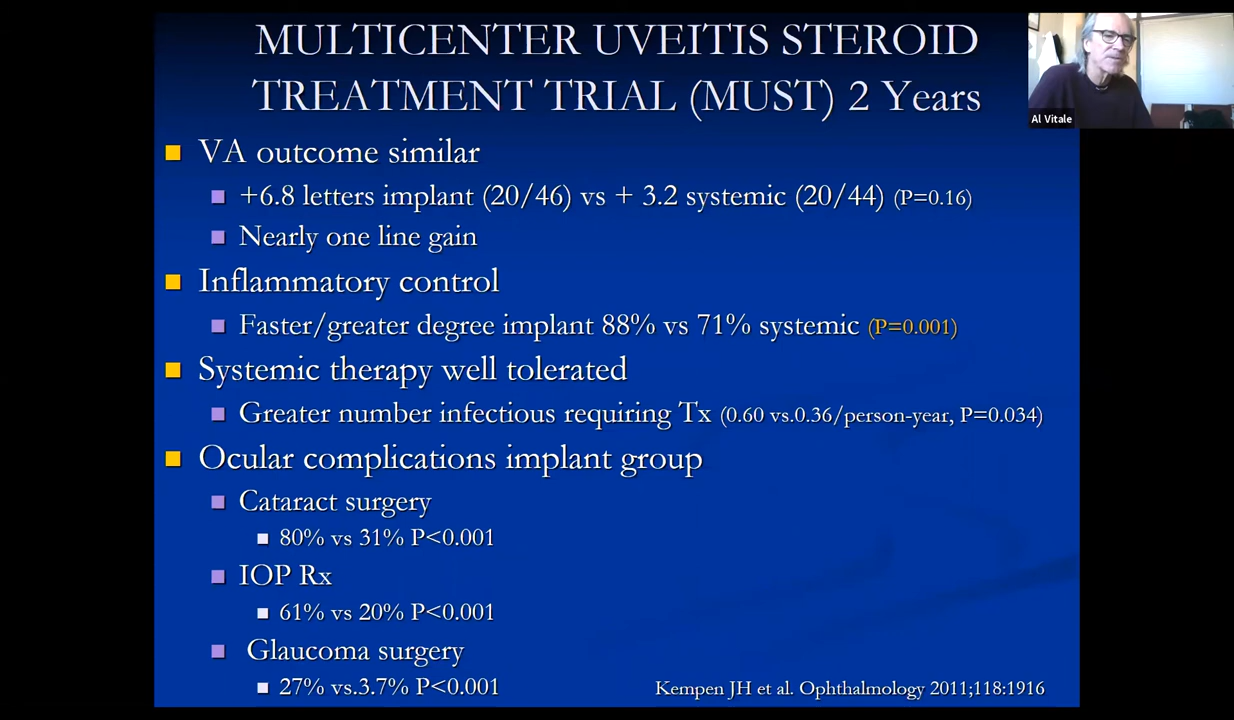 MULTICENTER UVEITIS STEROID
TREATMENT TRIAL (MUST) 2 Years
Al Vitale
VA outcome similar
+6.8 letters implant (20/46) vs + 3.2 systemic (20/44) (P=0.16)
Nearly one line gain
Inflammatory control
Faster/greater degree implant 88% vs 71% systemic (P=0.001)
Systemic therapy well tolerated
Greater number infectious requiring Tx (0.60 vs.0.36/person-year, P=0.034)
Ocular complications implant group
Cataract surgery
80% vs 31% P<0.001
IOP Rx
61% vs 20% P<0.001
Glaucoma surgery
27% vs.3.7% P<0.001
Kempen JH et al. Ophthalmology 2011;118:1916